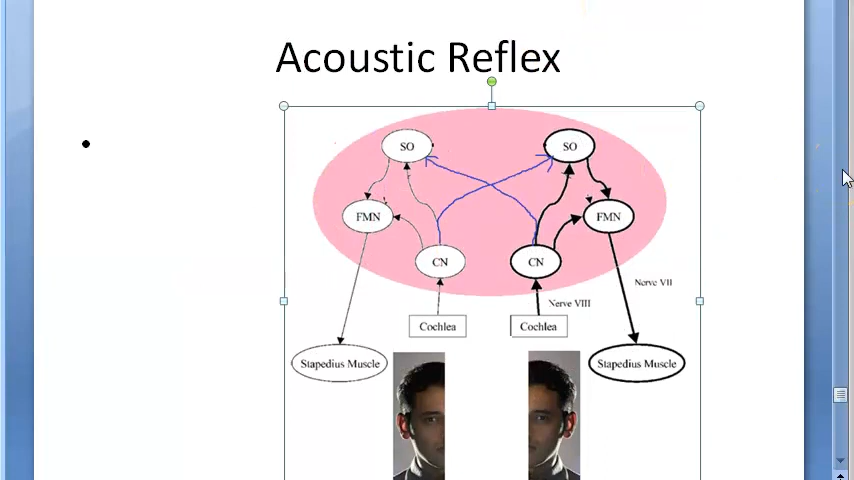 Acoustic Reflex
•
SO SO
FMN FMN
CN CN
Nerve VII
Nerve VIII
Cochlea Cochlea
Stapedius Muscle Stapedius Muscle